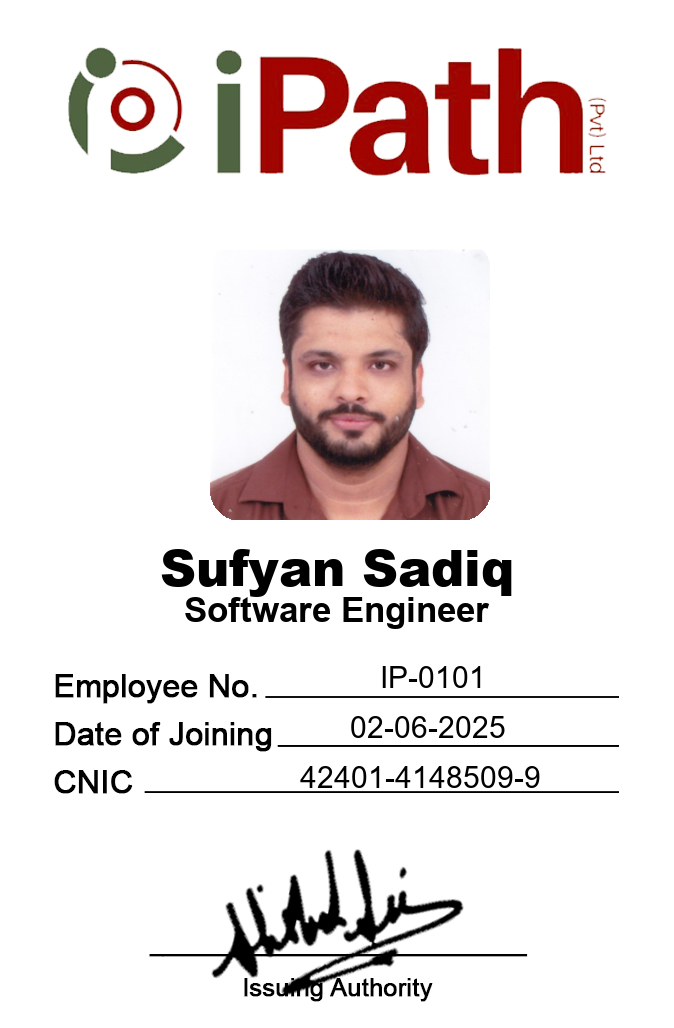 iPath (Pvt) Ltd
Sufyan Sadiq
Software Engineer
Employee No. IP-0101
Date of Joining 02-06-2025
CNIC 42401-4148509-9
Issuing Authority